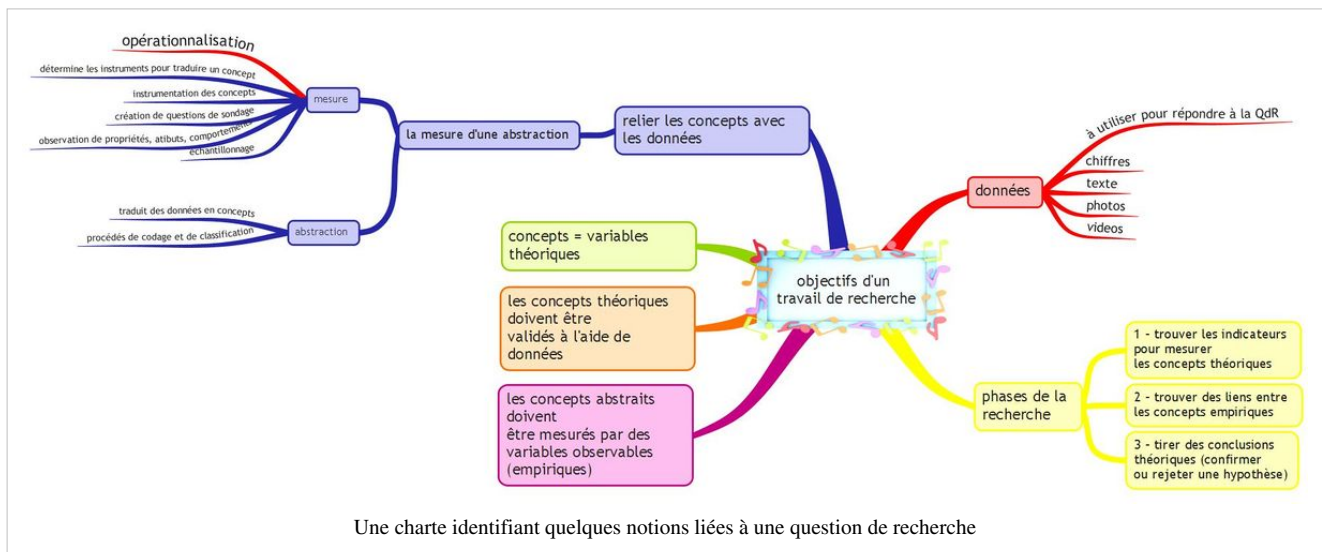 opérationnalisation
détermine les instruments pour traduire un concept
instrumentation des concepts
création de questions de sondage
observation de propriétés, atibuts, comportements
échantillonnage
mesure
traduit des données en concepts
procédés de codage et de classification
abstraction
la mesure d'une abstraction
relier les concepts avec
les données
concepts = variables
théoriques
les concepts théoriques
doivent être
validés à l'aide de
données
les concepts abstraits
doivent
être mesurés par des
variables observables
(empiriques)
objectifs d'un
travail de recherche
données
à utiliser pour répondre à la QdR
chiffres
texte
photos
videos
phases de la
recherche
1 - trouver les indicateurs
pour mesurer
les concepts théoriques
2 - trouver des liens entre
les concepts empiriques
3 - tirer des conclusions
théoriques (confirmer
ou rejeter une hypothèse)
Une charte identifiant quelques notions liées à une question de recherche